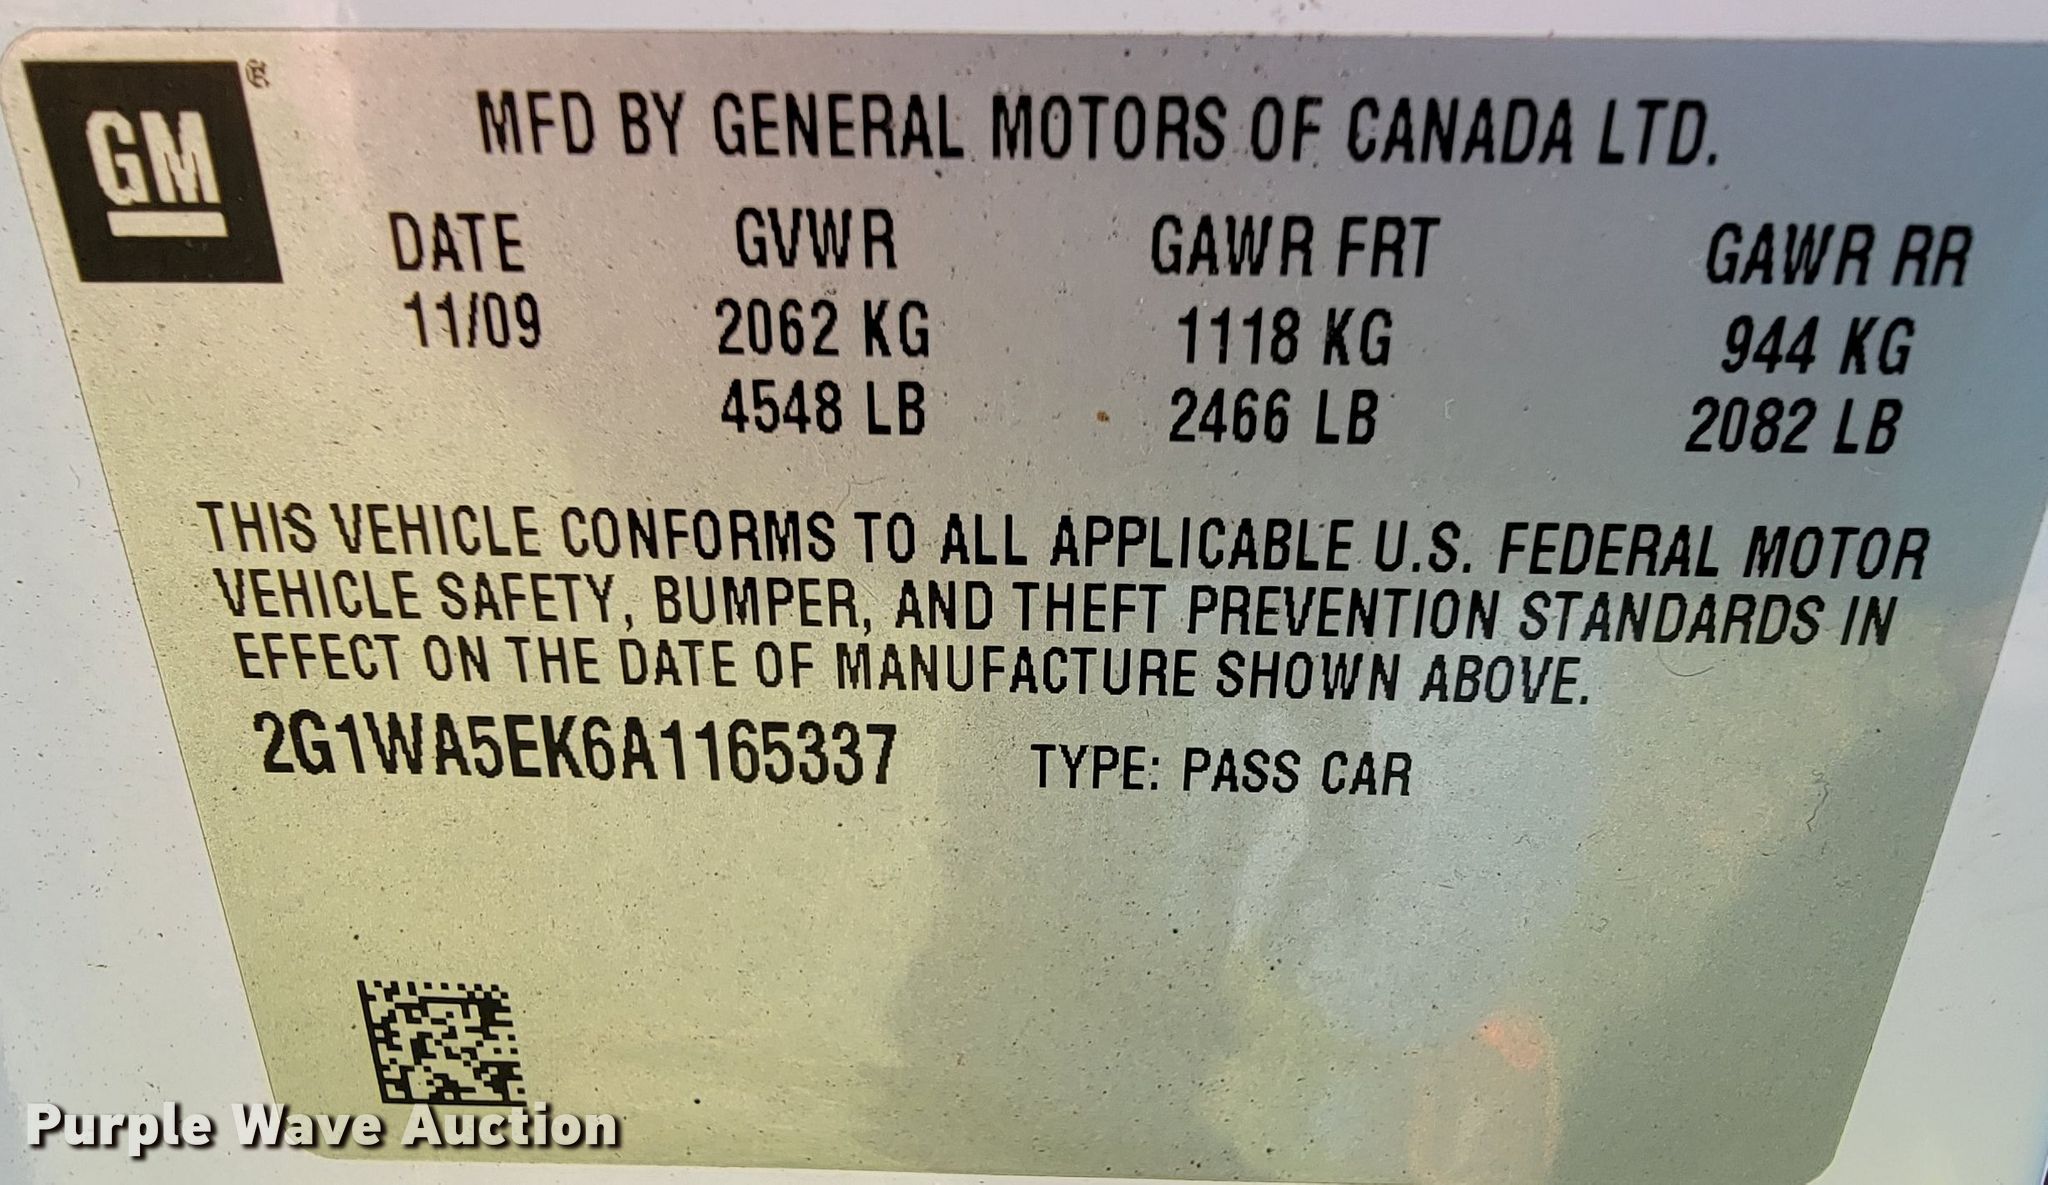 GM ®
MFD BY GENERAL MOTORS OF CANADA LTD.
DATE GVWR GAWR FRT GAWR RR
11/09 2062 KG 1118 KG 944 KG
4548 LB 2466 LB 2082 LB
THIS VEHICLE CONFORMS TO ALL APPLICABLE U.S. FEDERAL MOTOR
VEHICLE SAFETY, BUMPER, AND THEFT PREVENTION STANDARDS IN
EFFECT ON THE DATE OF MANUFACTURE SHOWN ABOVE.
2G1WA5EK6A1165337 TYPE: PASS CAR
Purple Wave Auction